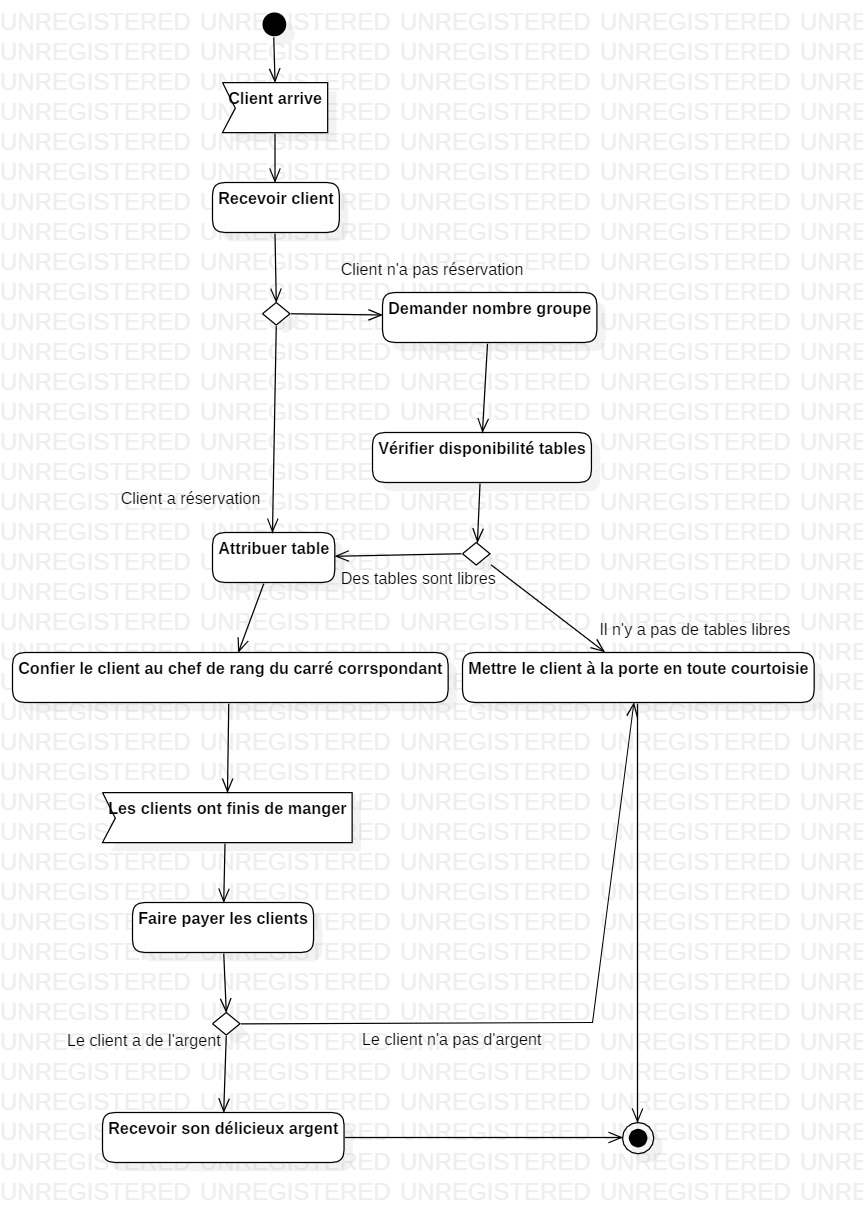 Client arrive
Recevoir client
Client n'a pas réservation
Demander nombre groupe
Vérifier disponibilité tables
Client a réservation
Attribuer table
Des tables sont libres
Il n'y a pas de tables libres
Confier le client au chef de rang du carré corrspondant
Mettre le client à la porte en toute courtoisie
Les clients ont finis de manger
Faire payer les clients
Le client a de l'argent
Le client n'a pas d'argent
Recevoir son délicieux argent
UNREGISTERED